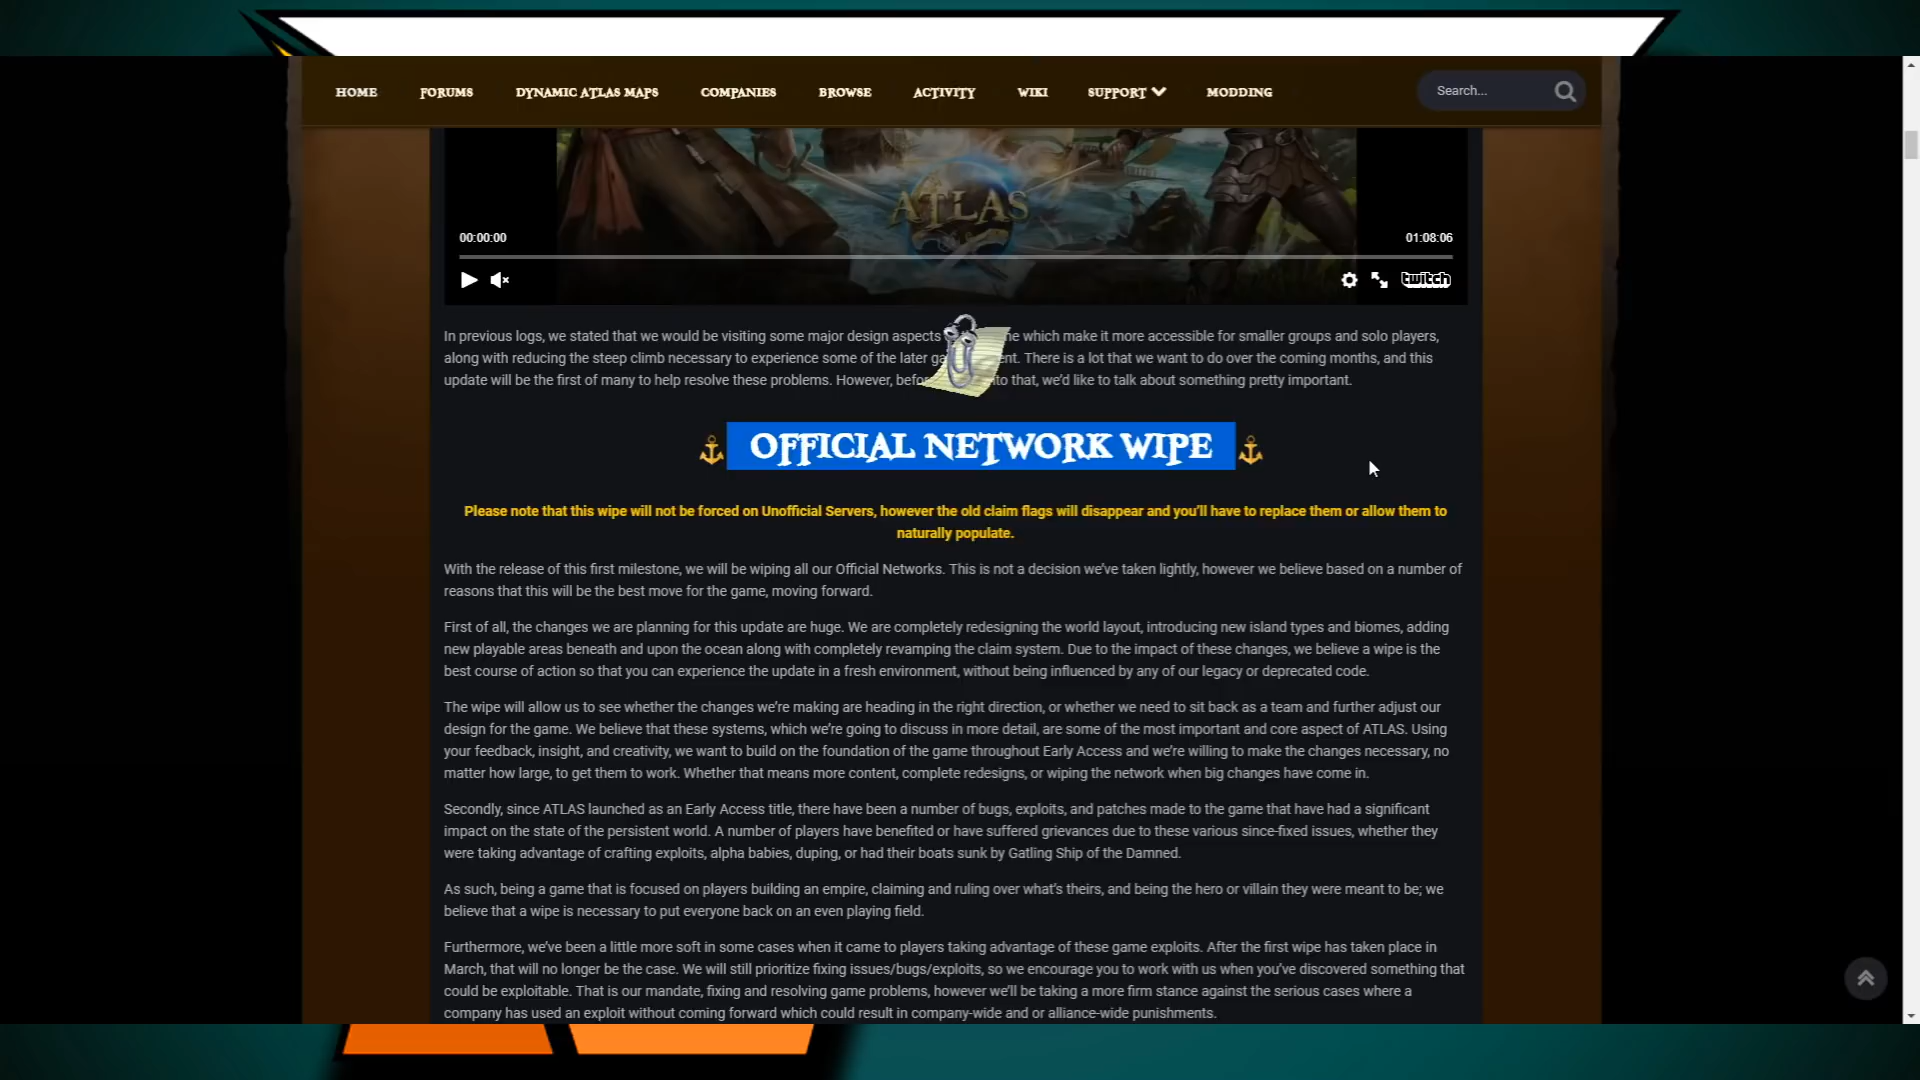 HOME FORUMS DYNAMIC ATLAS MAPS COMPANIES BROWSE ACTIVITY WIKI SUPPORT MODDING Search...
ATLAS
00:00:00 01:08:06
twitch
In previous logs, we stated that we would be visiting some major design aspects which make it more accessible for smaller groups and solo players,
along with reducing the steep climb necessary to experience some of the later There is a lot that we want to do over the coming months, and this
update will be the first of many to help resolve these problems. However, that, we'd like to talk about something pretty important.
OFFICIAL NETWORK WIPE
Please note that this wipe will not be forced on Unofficial Servers, however the old claim flags will disappear and you'll have to replace them or allow them to
naturally populate.
With the release of this first milestone, we will be wiping all our Official Networks. This is not a decision we've taken lightly, however we believe based on a number of
reasons that this will be the best move for the game, moving forward.
First of all, the changes we are planning for this update are huge. We are completely redesigning the world layout, introducing new island types and biomes, adding
new playable areas beneath and upon the ocean along with completely revamping the claim system. Due to the impact of these changes, we believe a wipe is the
best course of action so that you can experience the update in a fresh environment, without being influenced by any of our legacy or deprecated code.
The wipe will allow us to see whether the changes we're making are heading in the right direction, or whether we need to sit back as a team and further adjust our
design for the game. We believe that these systems, which we're going to discuss in more detail, are some of the most important and core aspect of ATLAS. Using
your feedback, insight, and creativity, we want to build on the foundation of the game throughout Early Access and we're willing to make the changes necessary, no
matter how large, to get them to work. Whether that means more content, complete redesigns, or wiping the network when big changes have come in.
Secondly, since ATLAS launched as an Early Access title, there have been a number of bugs, exploits, and patches made to the game that have had a significant
impact on the state of the persistent world. A number of players have benefited or have suffered grievances due to these various since-fixed issues, whether they
were taking advantage of crafting exploits, alpha babies, duping, or had their boats sunk by Gatling Ship of the Damned.
As such, being a game that is focused on players building an empire, claiming and ruling over what's theirs, and being the hero or villain they were meant to be; we
believe that a wipe is necessary to put everyone back on an even playing field.
Furthermore, we've been a little more soft in some cases when it came to players taking advantage of these game exploits. After the first wipe has taken place in
March, that will no longer be the case. We will still prioritize fixing issues/bugs/exploits, so we encourage you to work with us when you've discovered something that
could be exploitable. That is our mandate, fixing and resolving game problems, however we'll be taking a more firm stance against the serious cases where a
company has used an exploit without coming forward which could result in company-wide and or alliance-wide punishments.